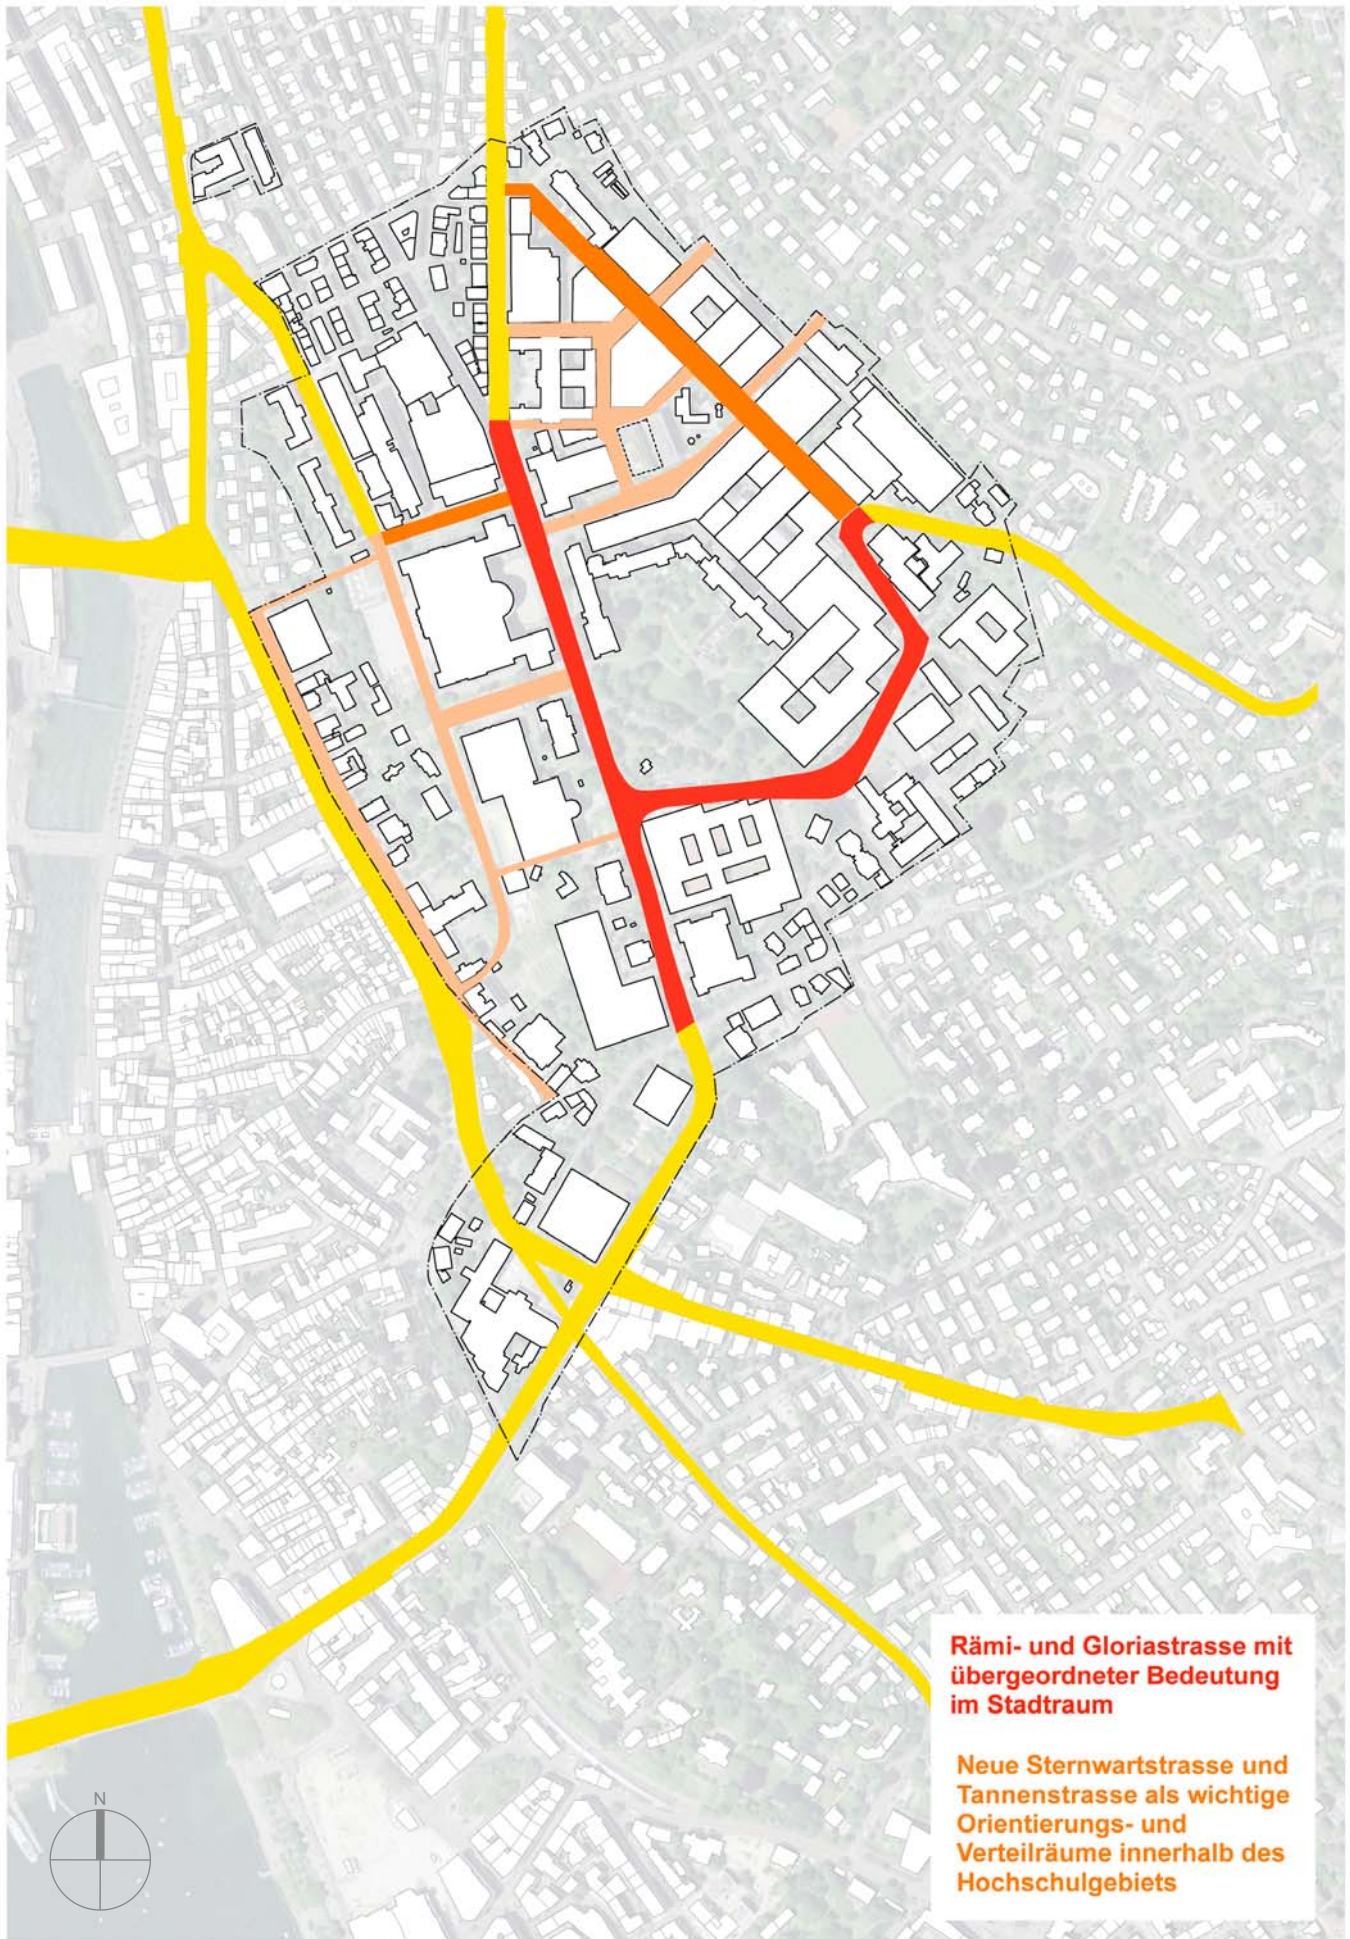 Rämi- und Gloriastrasse mit
übergeordneter Bedeutung
im Stadtraum
Neue Sternwartstrasse und
Tannenstrasse als wichtige
Orientierungs- und
Verteilräume innerhalb des
Hochschulgebiets
N